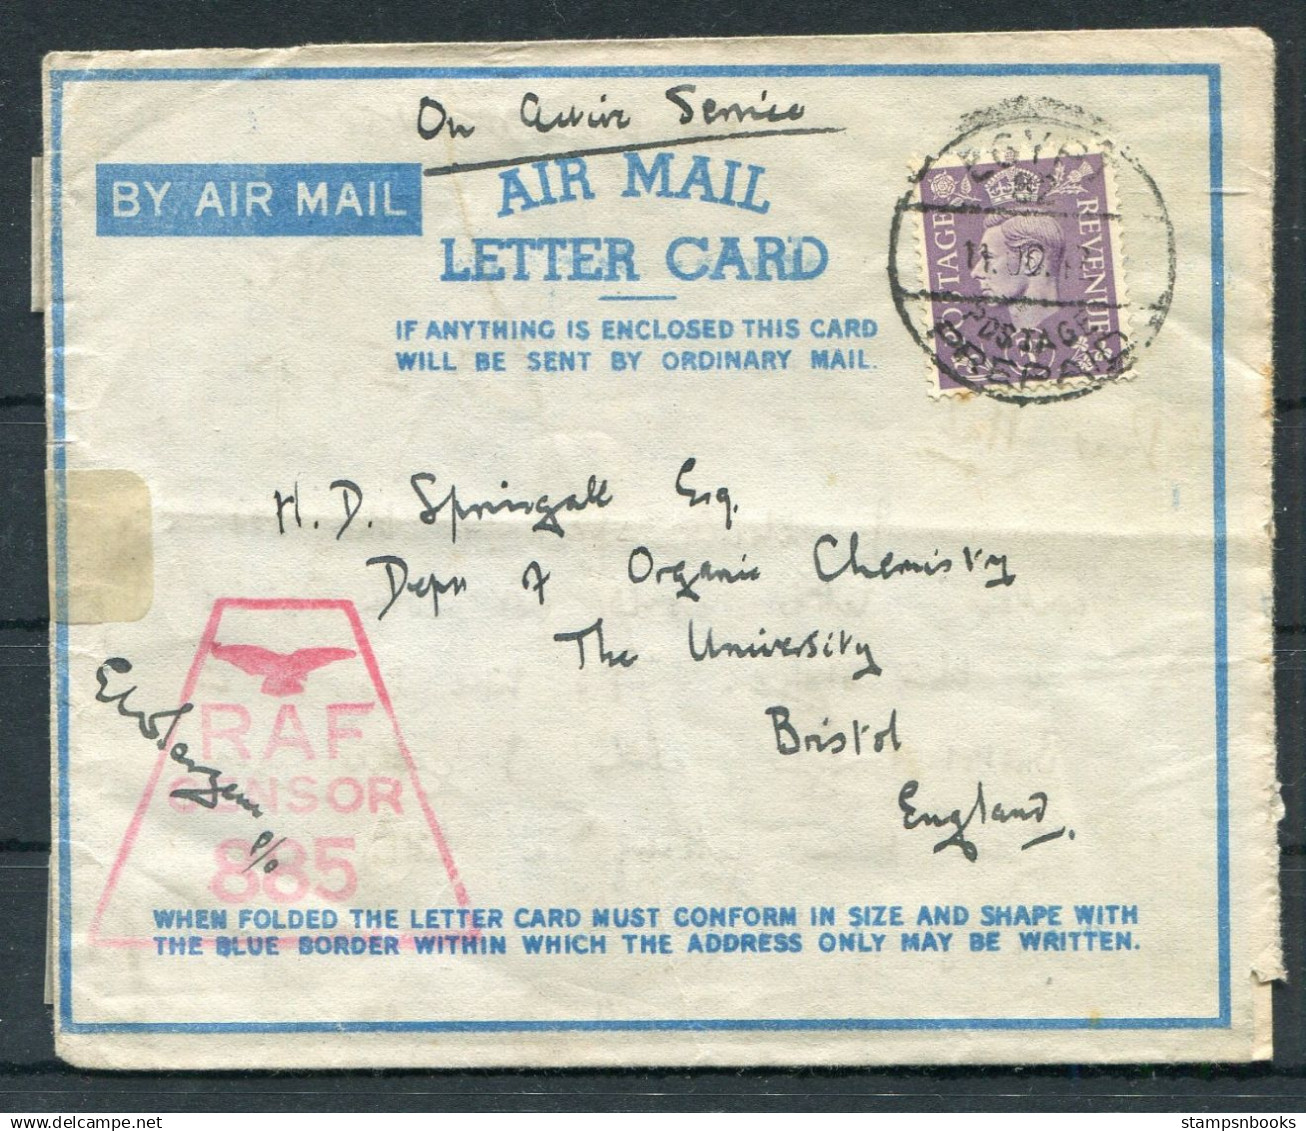 On Active Service
BY AIR MAIL
AIR MAIL
LETTER CARD
IF ANYTHING IS ENCLOSED THIS CARD
WILL BE SENT BY ORDINARY MAIL.
EGYPT
POSTAGE
PREPAID
POSTAGE
REVENUE
H. D. Springall Esq.
Dept of Organic Chemistry
The University
Bristol
England.
RAF
CENSOR
885
P/O
WHEN FOLDED THE LETTER CARD MUST CONFORM IN SIZE AND SHAPE WITH
THE BLUE BORDER WITHIN WHICH THE ADDRESS ONLY MAY BE WRITTEN.
stampsnbooks